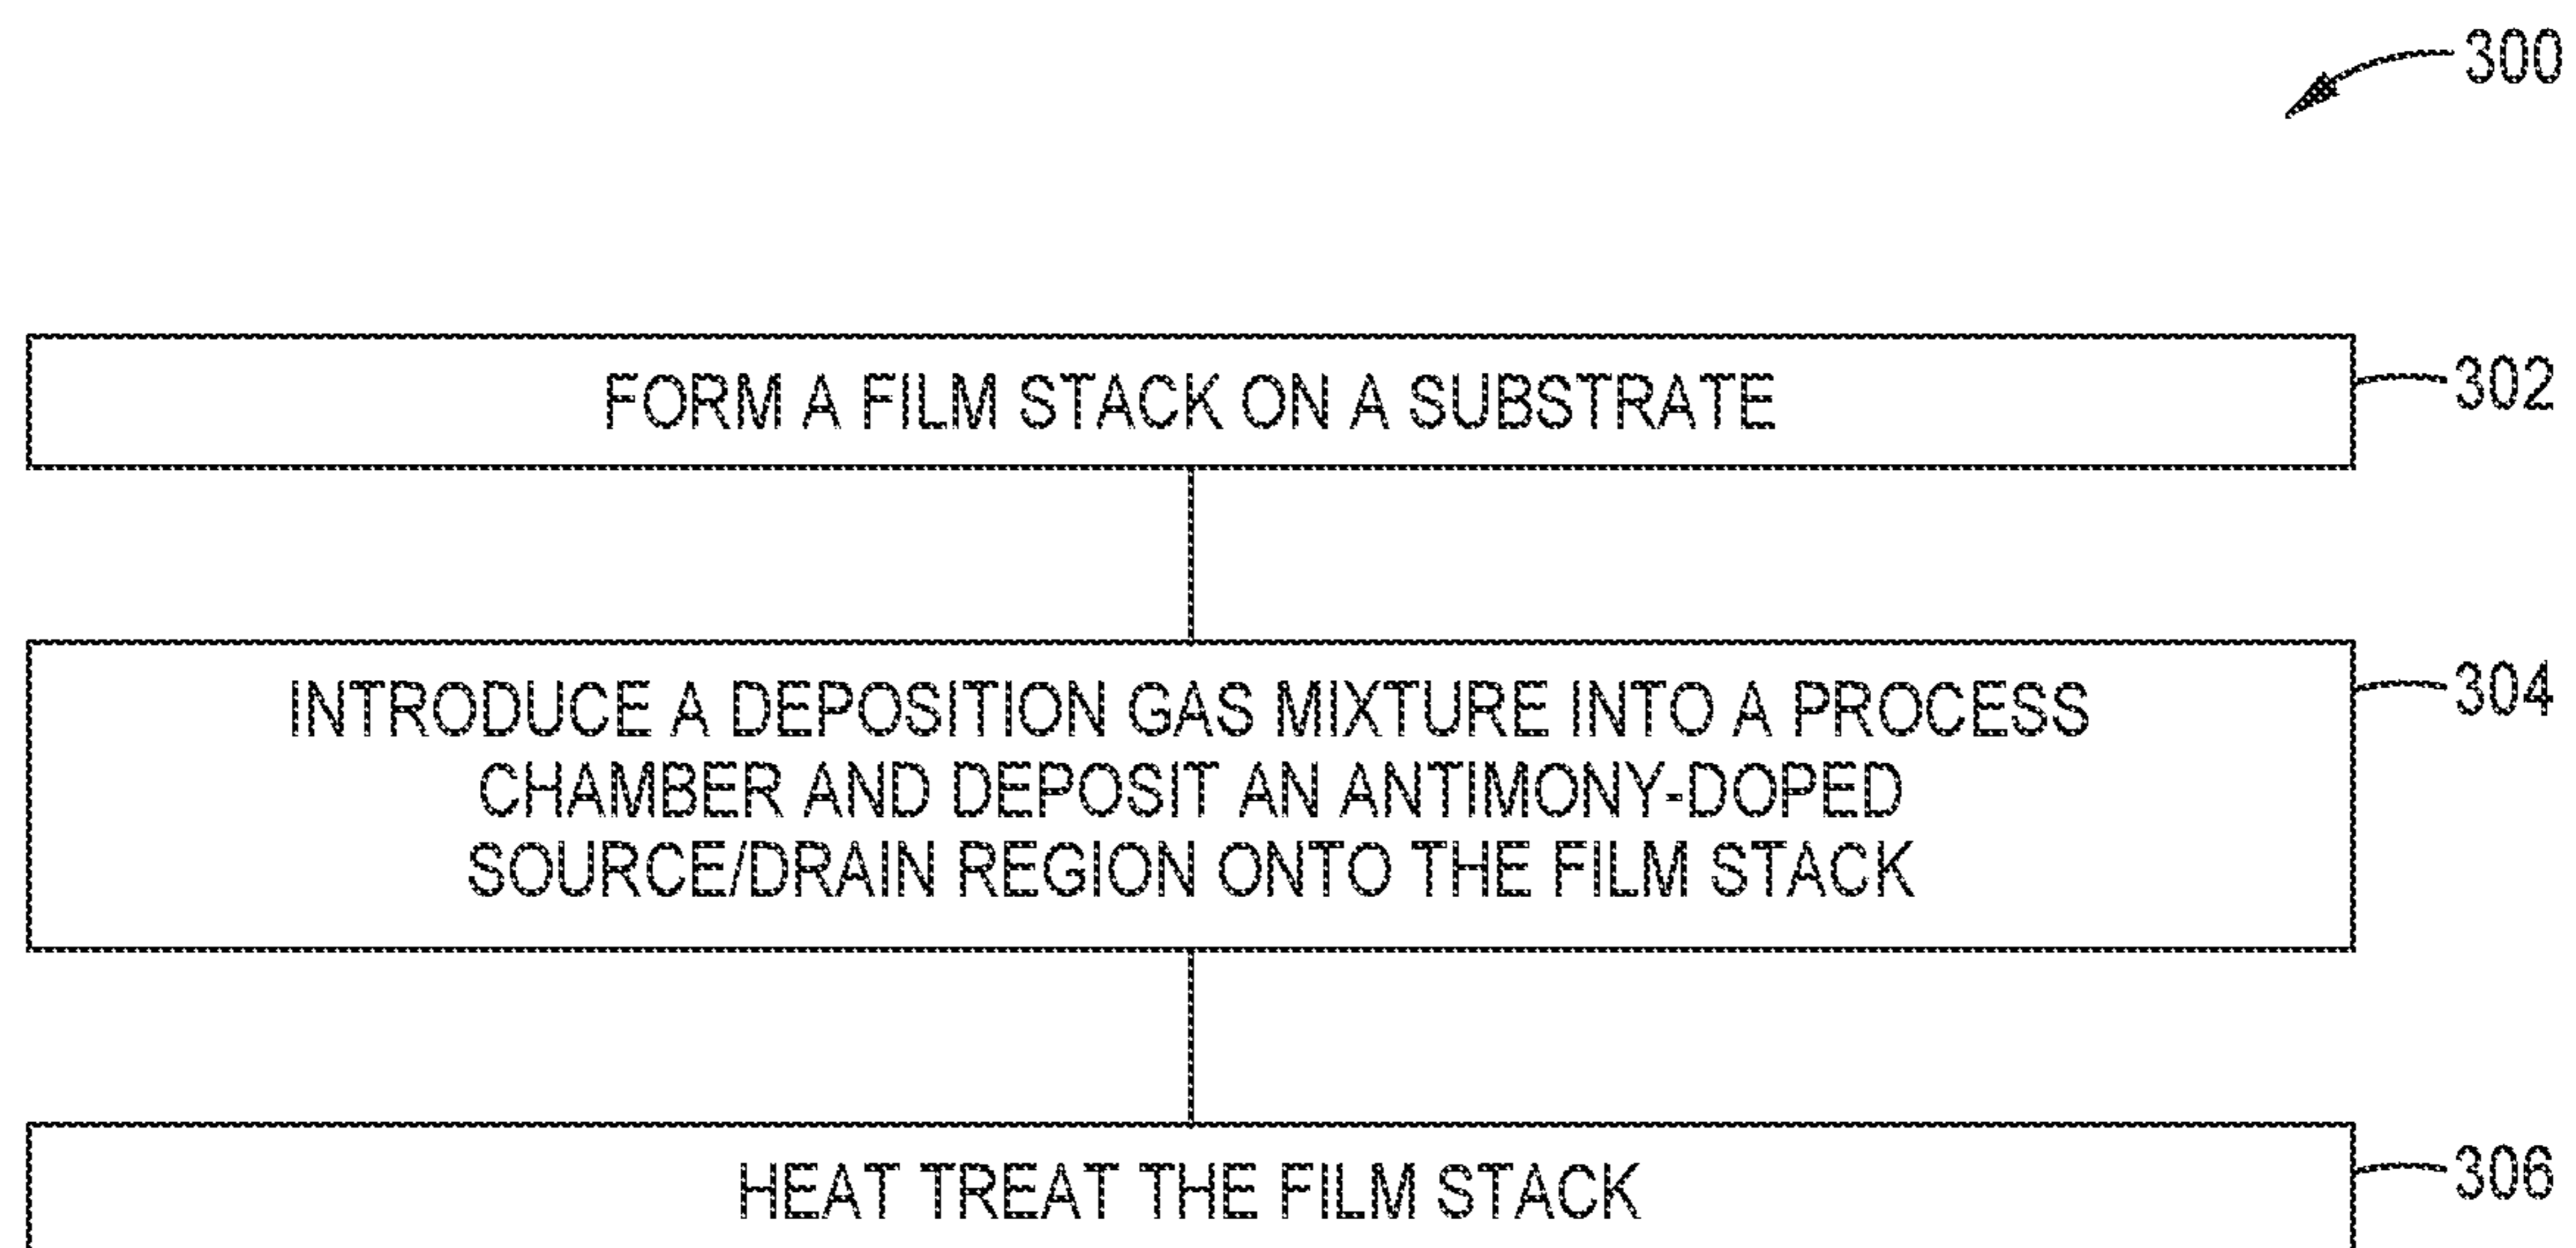 300
FORM A FILM STACK ON A SUBSTRATE
302
INTRODUCE A DEPOSITION GAS MIXTURE INTO A PROCESS
304
CHAMBER AND DEPOSIT AN ANTIMONY-DOPED
SOURCE/DRAIN REGION ONTO THE FILM STACK
HEAT TREAT THE FILM STACK
306